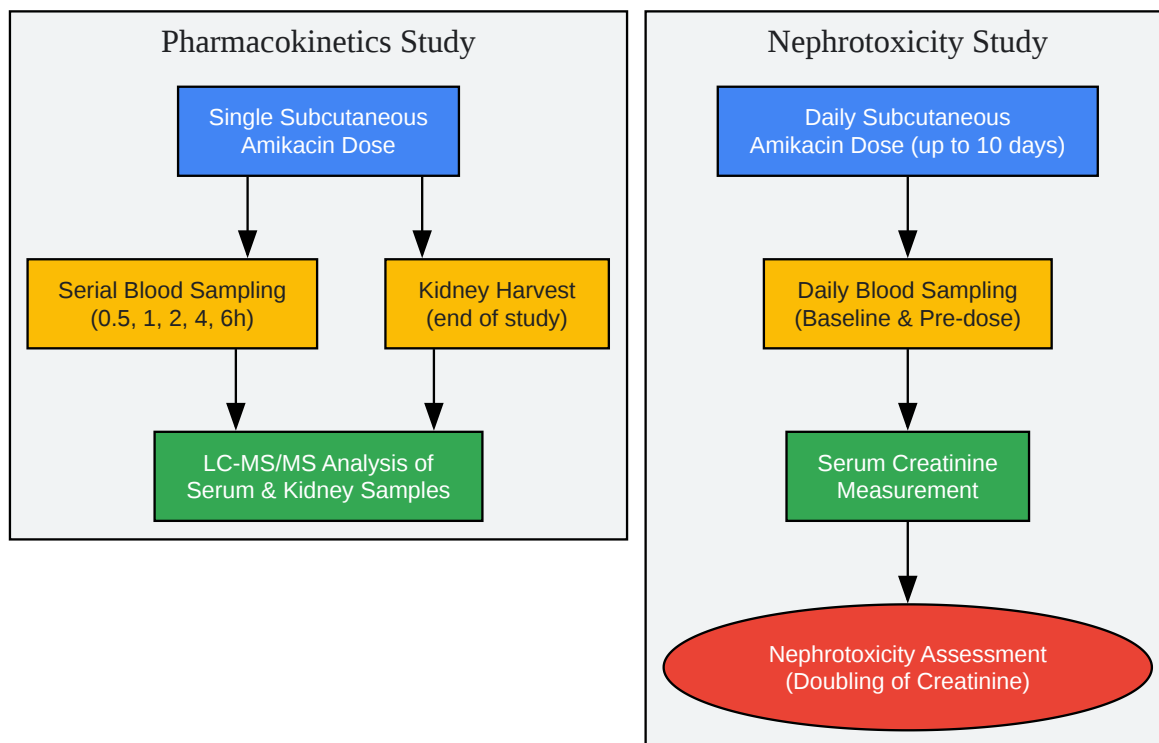 Pharmacokinetics Study
Single Subcutaneous
Amikacin Dose
Serial Blood Sampling
(0.5, 1, 2, 4, 6h)
Kidney Harvest
(end of study)
LC-MS/MS Analysis of
Serum & Kidney Samples
Nephrotoxicity Study
Daily Subcutaneous
Amikacin Dose (up to 10 days)
Daily Blood Sampling
(Baseline & Pre-dose)
Serum Creatinine
Measurement
Nephrotoxicity Assessment
(Doubling of Creatinine)